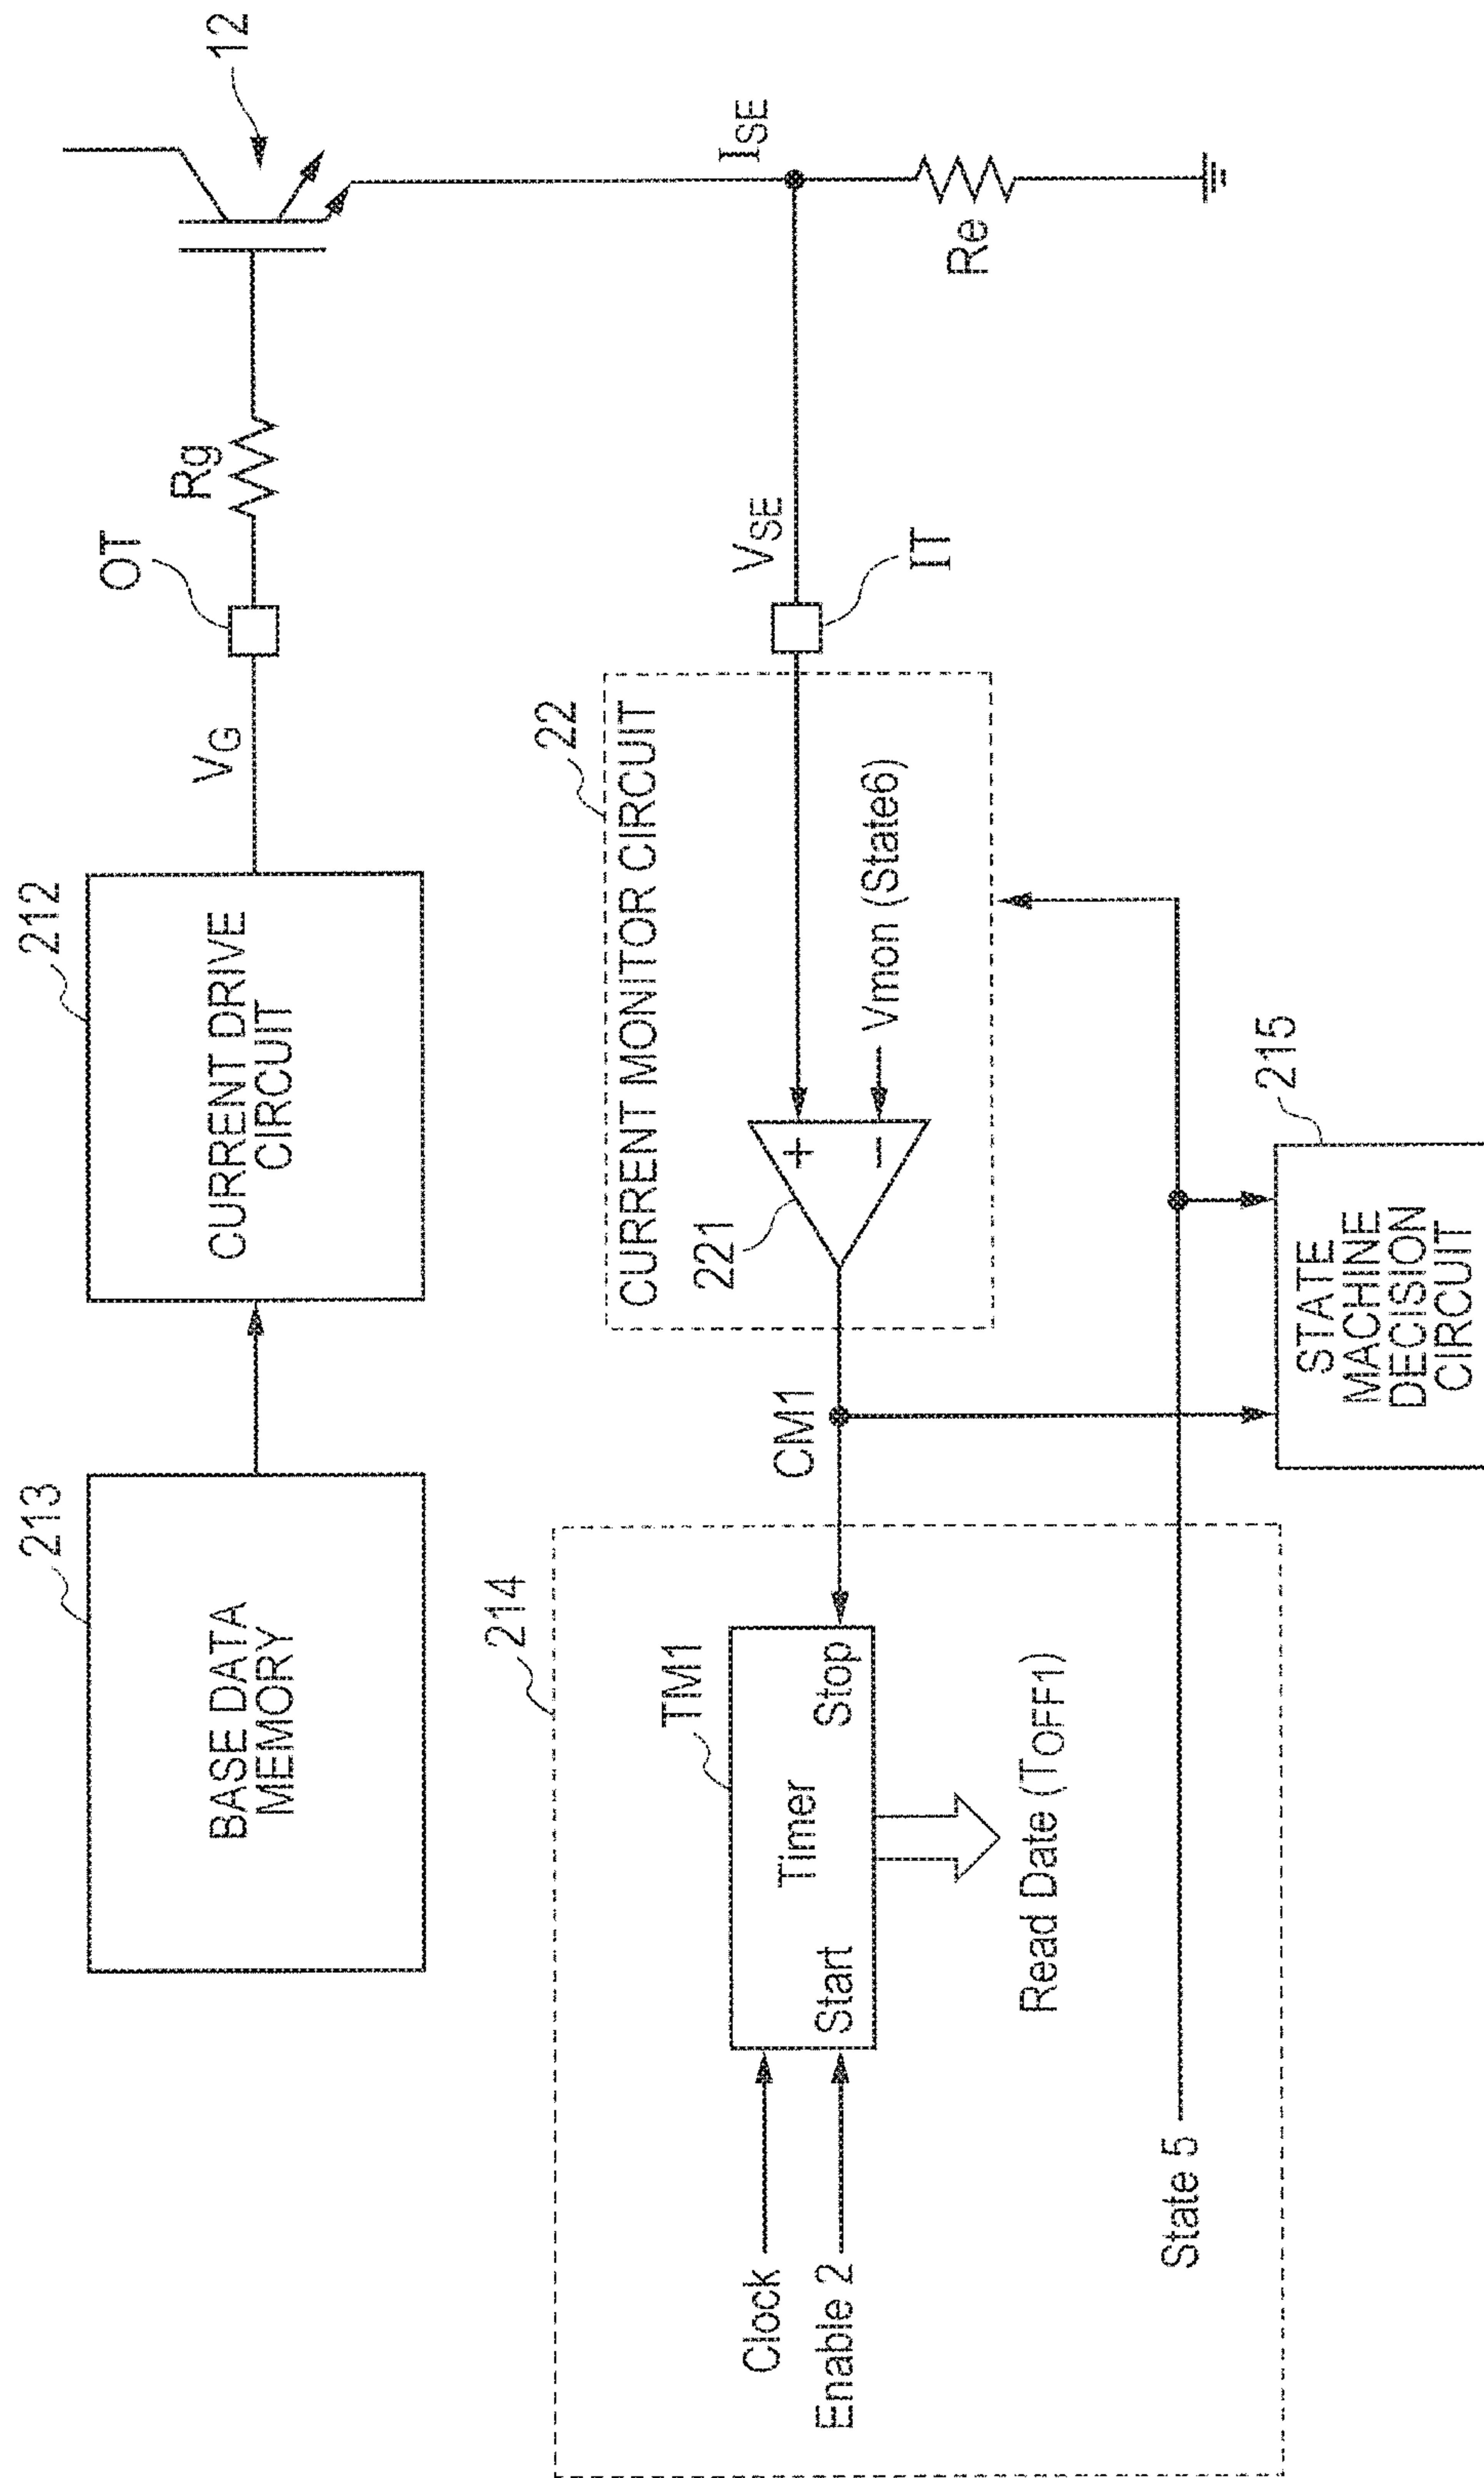 213
BASE DATA
MEMORY
212
CURRENT DRIVE
CIRCUIT
VG
OT
Rg
12
214
TM1
Clock
Enable 2
Timer
Start
Stop
Read Date (TOFF1)
State 5
CM1
22
CURRENT MONITOR CIRCUIT
221
+
−
Vmon (State6)
VSE
IT
ISE
Re
215
STATE
MACHINE
DECISION
CIRCUIT